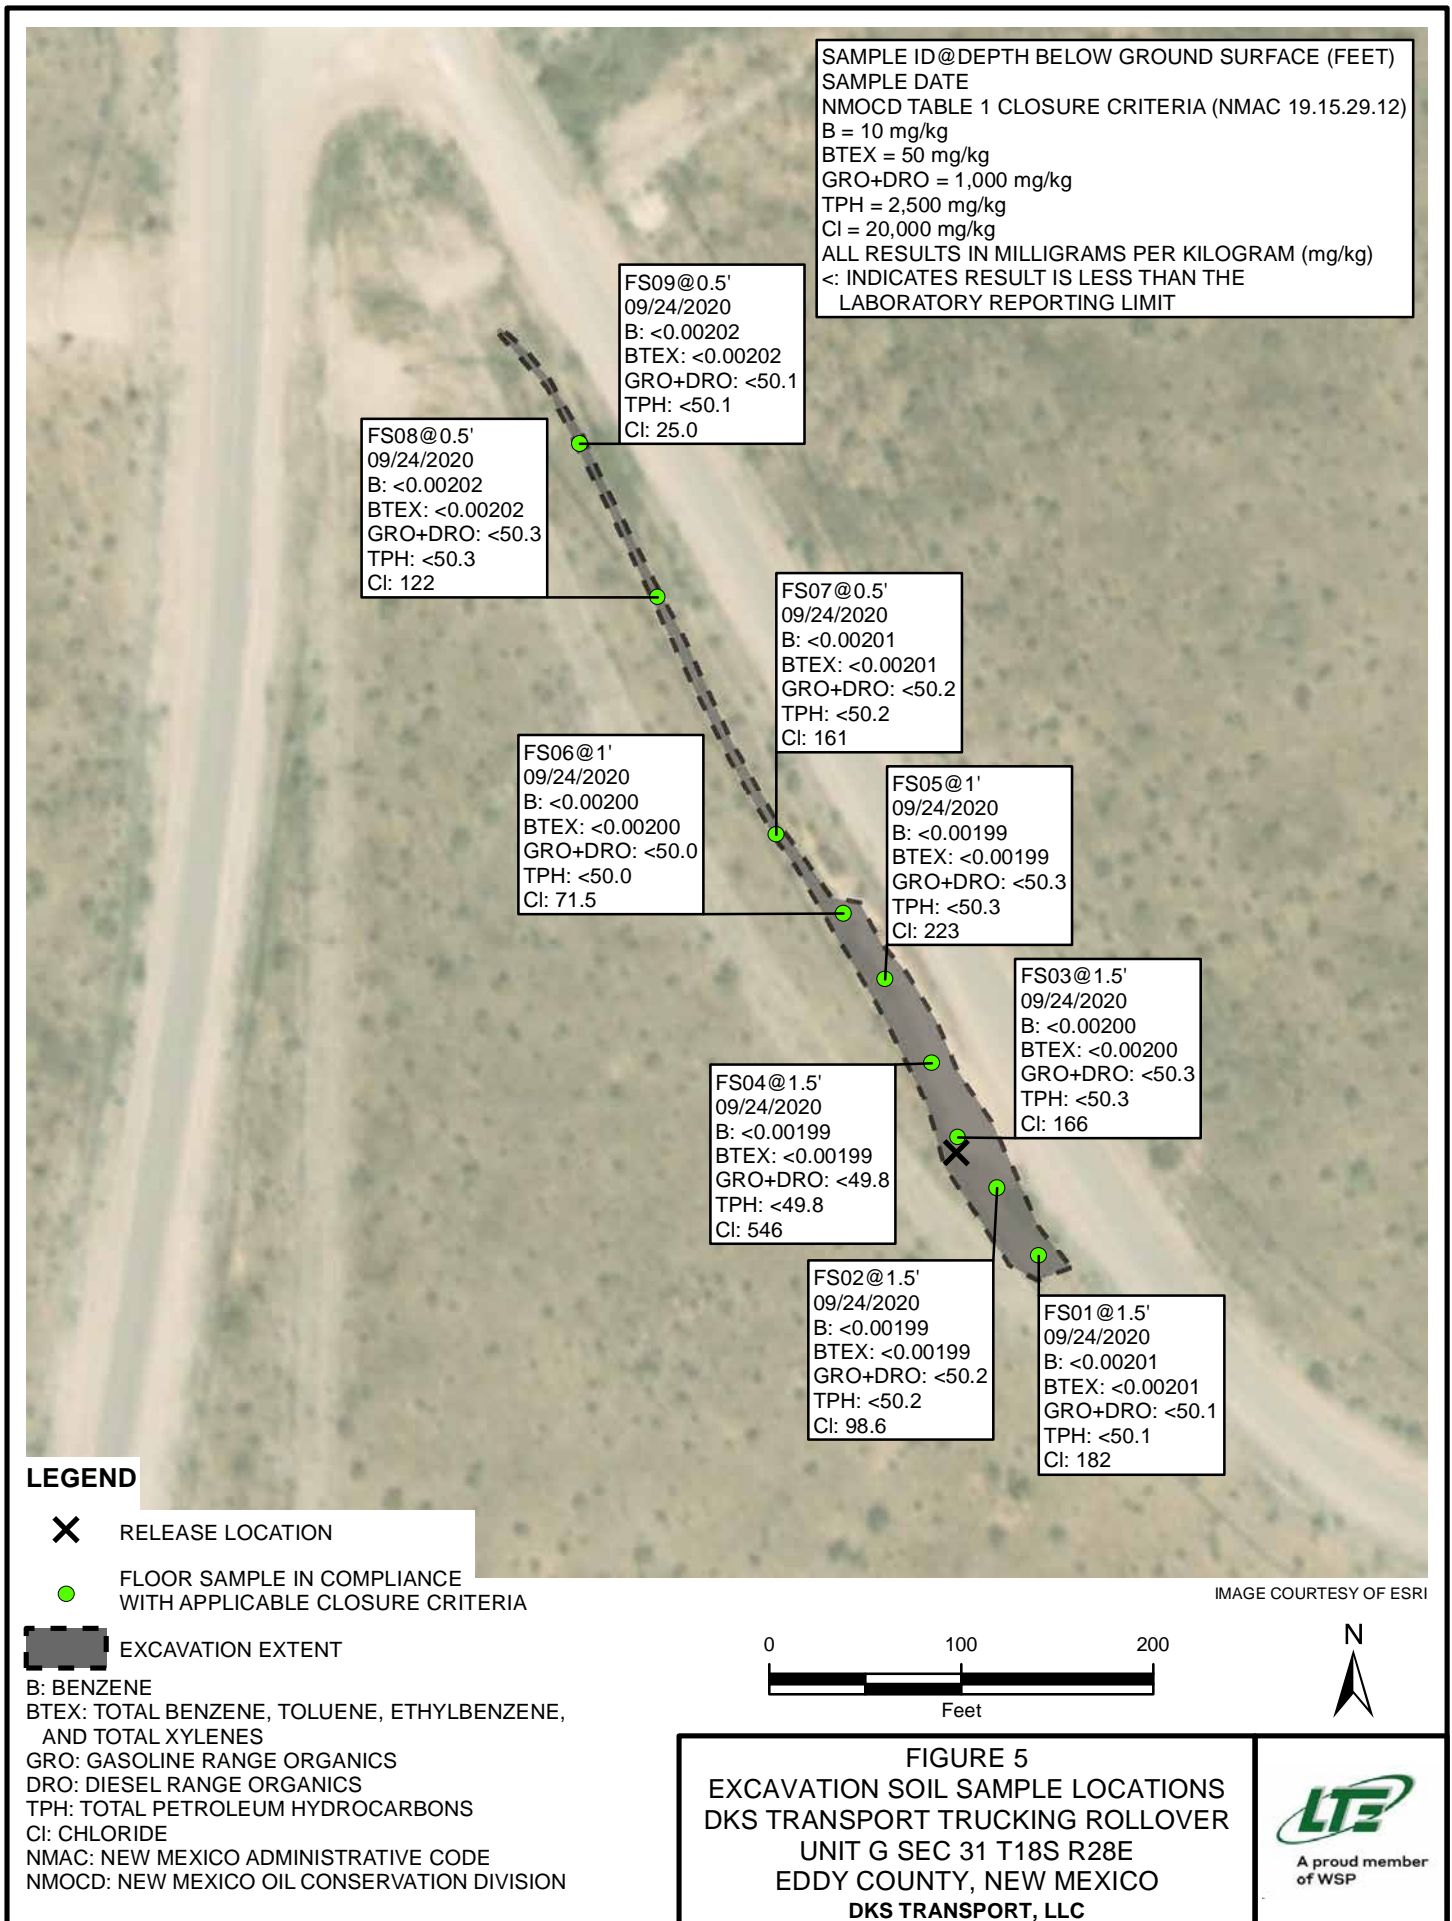 SAMPLE ID@DEPTH BELOW GROUND SURFACE (FEET)
SAMPLE DATE
NMOCD TABLE 1 CLOSURE CRITERIA (NMAC 19.15.29.12)
B = 10 mg/kg
BTEX = 50 mg/kg
GRO+DRO = 1,000 mg/kg
TPH = 2,500 mg/kg
Cl = 20,000 mg/kg
ALL RESULTS IN MILLIGRAMS PER KILOGRAM (mg/kg)
<: INDICATES RESULT IS LESS THAN THE
LABORATORY REPORTING LIMIT
FS09@0.5'
09/24/2020
B: <0.00202
BTEX: <0.00202
GRO+DRO: <50.1
TPH: <50.1
Cl: 25.0
FS08@0.5'
09/24/2020
B: <0.00202
BTEX: <0.00202
GRO+DRO: <50.3
TPH: <50.3
Cl: 122
FS07@0.5'
09/24/2020
B: <0.00201
BTEX: <0.00201
GRO+DRO: <50.2
TPH: <50.2
Cl: 161
FS06@1'
09/24/2020
B: <0.00200
BTEX: <0.00200
GRO+DRO: <50.0
TPH: <50.0
Cl: 71.5
FS05@1'
09/24/2020
B: <0.00199
BTEX: <0.00199
GRO+DRO: <50.3
TPH: <50.3
Cl: 223
FS03@1.5'
09/24/2020
B: <0.00200
BTEX: <0.00200
GRO+DRO: <50.3
TPH: <50.3
Cl: 166
FS04@1.5'
09/24/2020
B: <0.00199
BTEX: <0.00199
GRO+DRO: <49.8
TPH: <49.8
Cl: 546
FS02@1.5'
09/24/2020
B: <0.00199
BTEX: <0.00199
GRO+DRO: <50.2
TPH: <50.2
Cl: 98.6
FS01@1.5'
09/24/2020
B: <0.00201
BTEX: <0.00201
GRO+DRO: <50.1
TPH: <50.1
Cl: 182
LEGEND
RELEASE LOCATION
FLOOR SAMPLE IN COMPLIANCE
WITH APPLICABLE CLOSURE CRITERIA
EXCAVATION EXTENT
B: BENZENE
BTEX: TOTAL BENZENE, TOLUENE, ETHYLBENZENE,
AND TOTAL XYLENES
GRO: GASOLINE RANGE ORGANICS
DRO: DIESEL RANGE ORGANICS
TPH: TOTAL PETROLEUM HYDROCARBONS
Cl: CHLORIDE
NMAC: NEW MEXICO ADMINISTRATIVE CODE
NMOCD: NEW MEXICO OIL CONSERVATION DIVISION
IMAGE COURTESY OF ESRI
0 100 200
Feet
N
FIGURE 5
EXCAVATION SOIL SAMPLE LOCATIONS
DKS TRANSPORT TRUCKING ROLLOVER
UNIT G SEC 31 T18S R28E
EDDY COUNTY, NEW MEXICO
DKS TRANSPORT, LLC
LTE
A proud member
of WSP